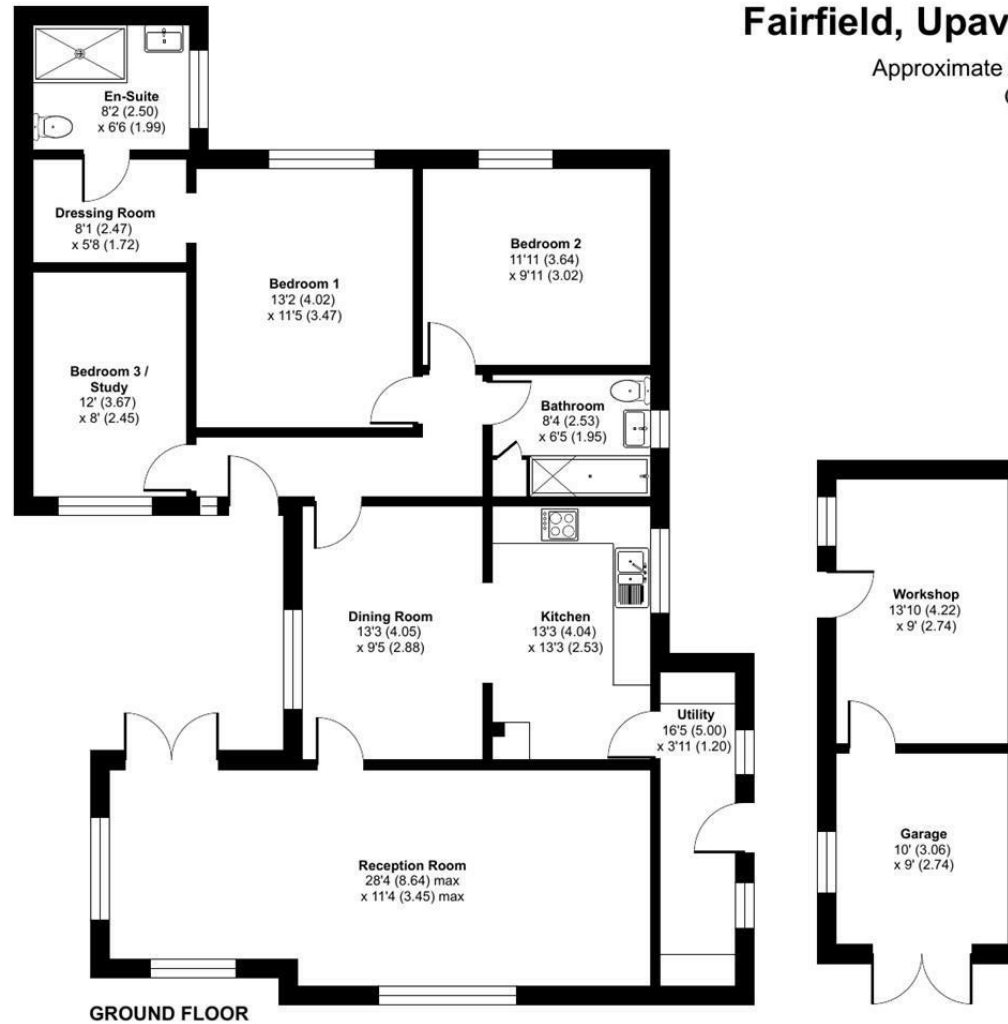 Fairfield, Upav
Approximate
En-Suite
8'2 (2.50)
x 6'6 (1.99)
Dressing Room
8'1 (2.47)
x 5'8 (1.72)
Bedroom 1
13'2 (4.02)
x 11'5 (3.47)
Bedroom 2
11'11 (3.64)
x 9'11 (3.02)
Bedroom 3 /
Study
12' (3.67)
x 8' (2.45)
Bathroom
8'4 (2.53)
x 6'5 (1.95)
Dining Room
13'3 (4.05)
x 9'5 (2.88)
Kitchen
13'3 (4.04)
x 13'3 (2.53)
Utility
16'5 (5.00)
x 3'11 (1.20)
Workshop
13'10 (4.22)
x 9' (2.74)
Garage
10' (3.06)
x 9' (2.74)
Reception Room
28'4 (8.64) max
x 11'4 (3.45) max
GROUND FLOOR